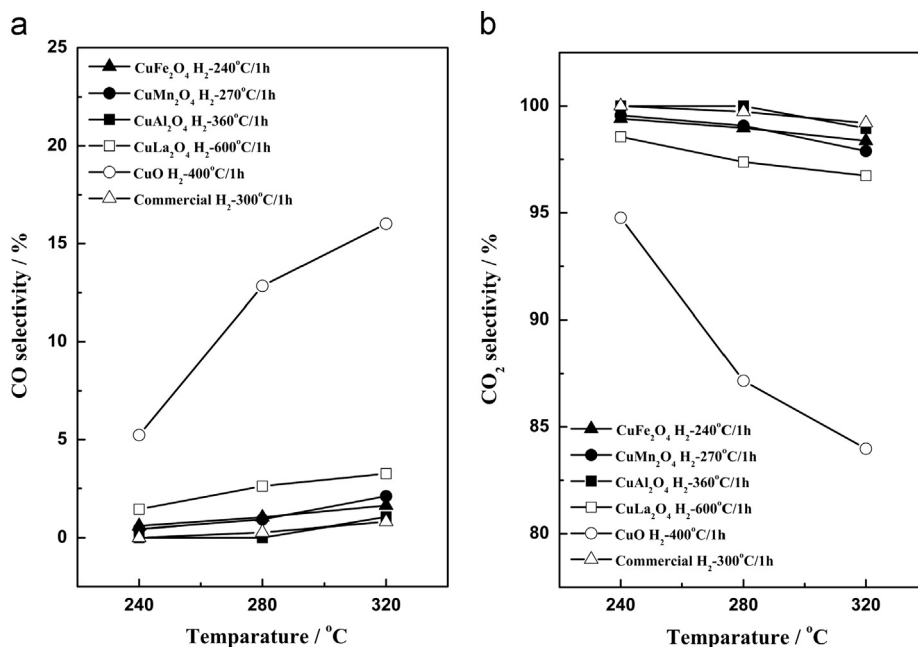 a
CO selectivity / %
25
20
15
10
5
0
CuFe₂O₄ H₂-240°C/1h
CuMn₂O₄ H₂-270°C/1h
CuAl₂O₄ H₂-360°C/1h
CuLa₂O₄ H₂-600°C/1h
CuO H₂-400°C/1h
Commercial H₂-300°C/1h
240 280 320
Temparature / °C
b
CO₂ selectivity / %
100
95
90
85
80
CuFe₂O₄ H₂-240°C/1h
CuMn₂O₄ H₂-270°C/1h
CuAl₂O₄ H₂-360°C/1h
CuLa₂O₄ H₂-600°C/1h
CuO H₂-400°C/1h
Commercial H₂-300°C/1h
240 280 320
Temparature / °C